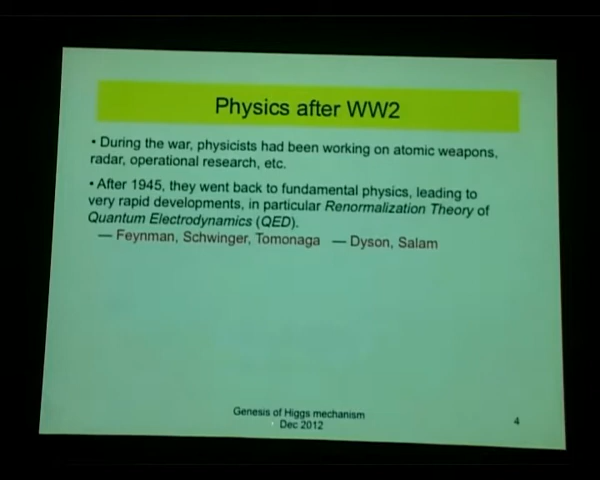 Physics after WW2
• During the war, physicists had been working on atomic weapons,
radar, operational research, etc.
• After 1945, they went back to fundamental physics, leading to
very rapid developments, in particular Renormalization Theory of
Quantum Electrodynamics (QED).
— Feynman, Schwinger, Tomonaga — Dyson, Salam
Genesis of Higgs mechanism
Dec 2012
4